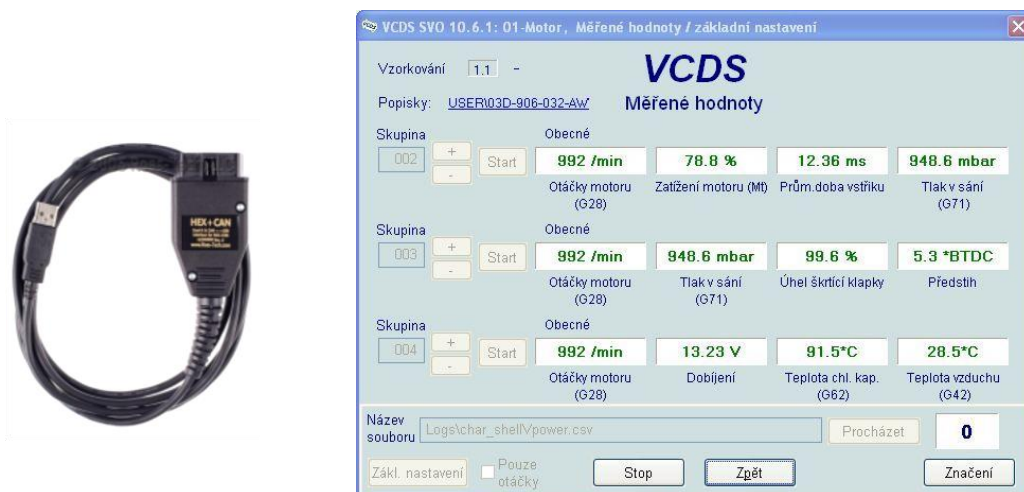 HEX+CAN
VCDS SVO 10.6.1: 01-Motor, Měřené hodnoty / základní nastavení
Vzorkování 1.1 -
VCDS
Popisky: USER\03D-906-032-AW
Měřené hodnoty
Skupina Obecné
002 + - Start 992 /min 78.8 % 12.36 ms 948.6 mbar
Otáčky motoru Zatížení motoru (Mt) Prům.doba vstřiku Tlak v sání
(G28) (G71)
Skupina Obecné
003 + - Start 992 /min 948.6 mbar 99.6 % 5.3 *BTDC
Otáčky motoru Tlak v sání Úhel škrtící klapky Předstih
(G28) (G71)
Skupina Obecné
004 + - Start 992 /min 13.23 V 91.5*C 28.5*C
Otáčky motoru Dobíjení Teplota chl. kap. Teplota vzduchu
(G28) (G62) (G42)
Název
souboru Logs\char_shellVpower.csv Procházet 0
Zákl. nastavení Pouze
otáčky Stop Zpět Značení